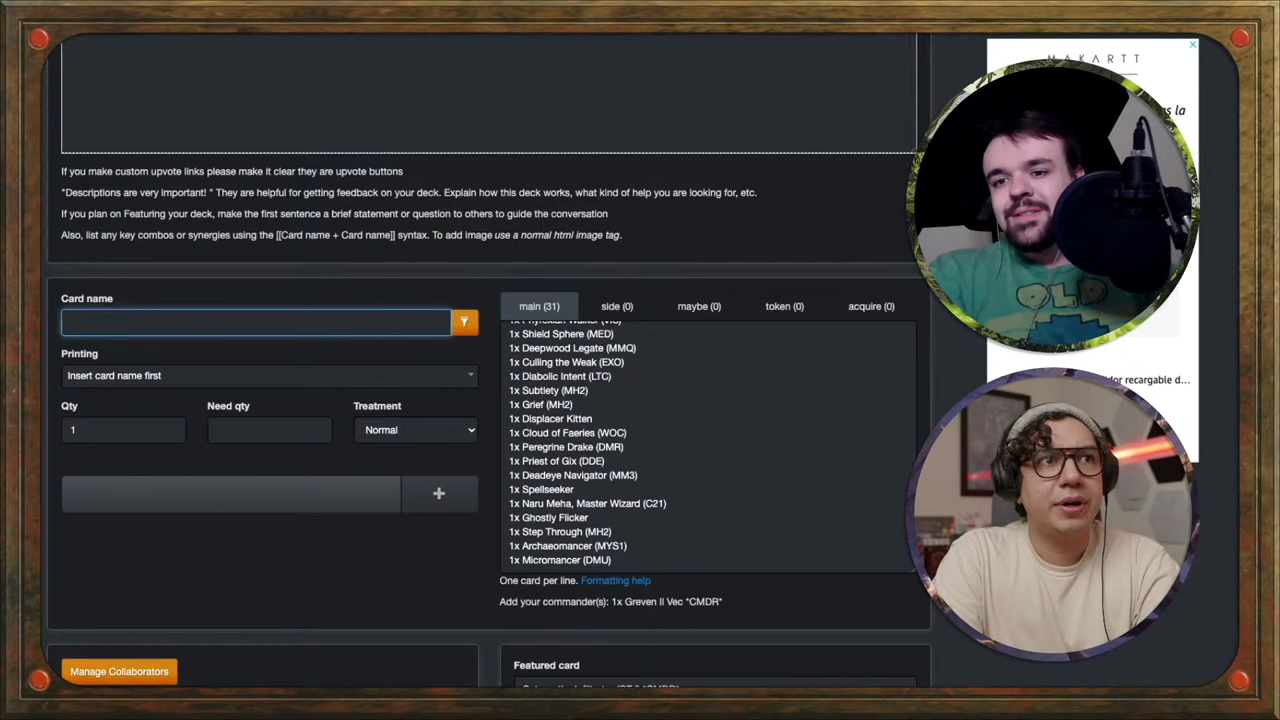 MAKARTT
s la
If you make custom upvote links please make it clear they are upvote buttons
"Descriptions are very important! " They are helpful for getting feedback on your deck. Explain how this deck works, what kind of help you are looking for, etc.
If you plan on Featuring your deck, make the first sentence a brief statement or question to others to guide the conversation
Also, list any key combos or synergies using the [[Card name + Card name]] syntax. To add image use a normal html image tag.
OLD
Card name
Printing
Insert card name first
Qty
Need qty
Treatment
1
Normal
+
main (31)
side (0)
maybe (0)
token (0)
acquire (0)
1x Shield Sphere (MED)
1x Deepwood Legate (MMQ)
1x Culling the Weak (EXO)
1x Diabolic Intent (LTC)
1x Subtlety (MH2)
1x Grief (MH2)
1x Displacer Kitten
1x Cloud of Faeries (WOC)
1x Peregrine Drake (DMR)
1x Priest of Gix (DDE)
1x Deadeye Navigator (MM3)
1x Spellseeker
1x Naru Meha, Master Wizard (C21)
1x Ghostly Flicker
1x Step Through (MH2)
1x Archaeomancer (MYS1)
1x Micromancer (DMU)
One card per line. Formatting help
Add your commander(s): 1x Greven Il Vec *CMDR*
or recargable d...
Manage Collaborators
Featured card